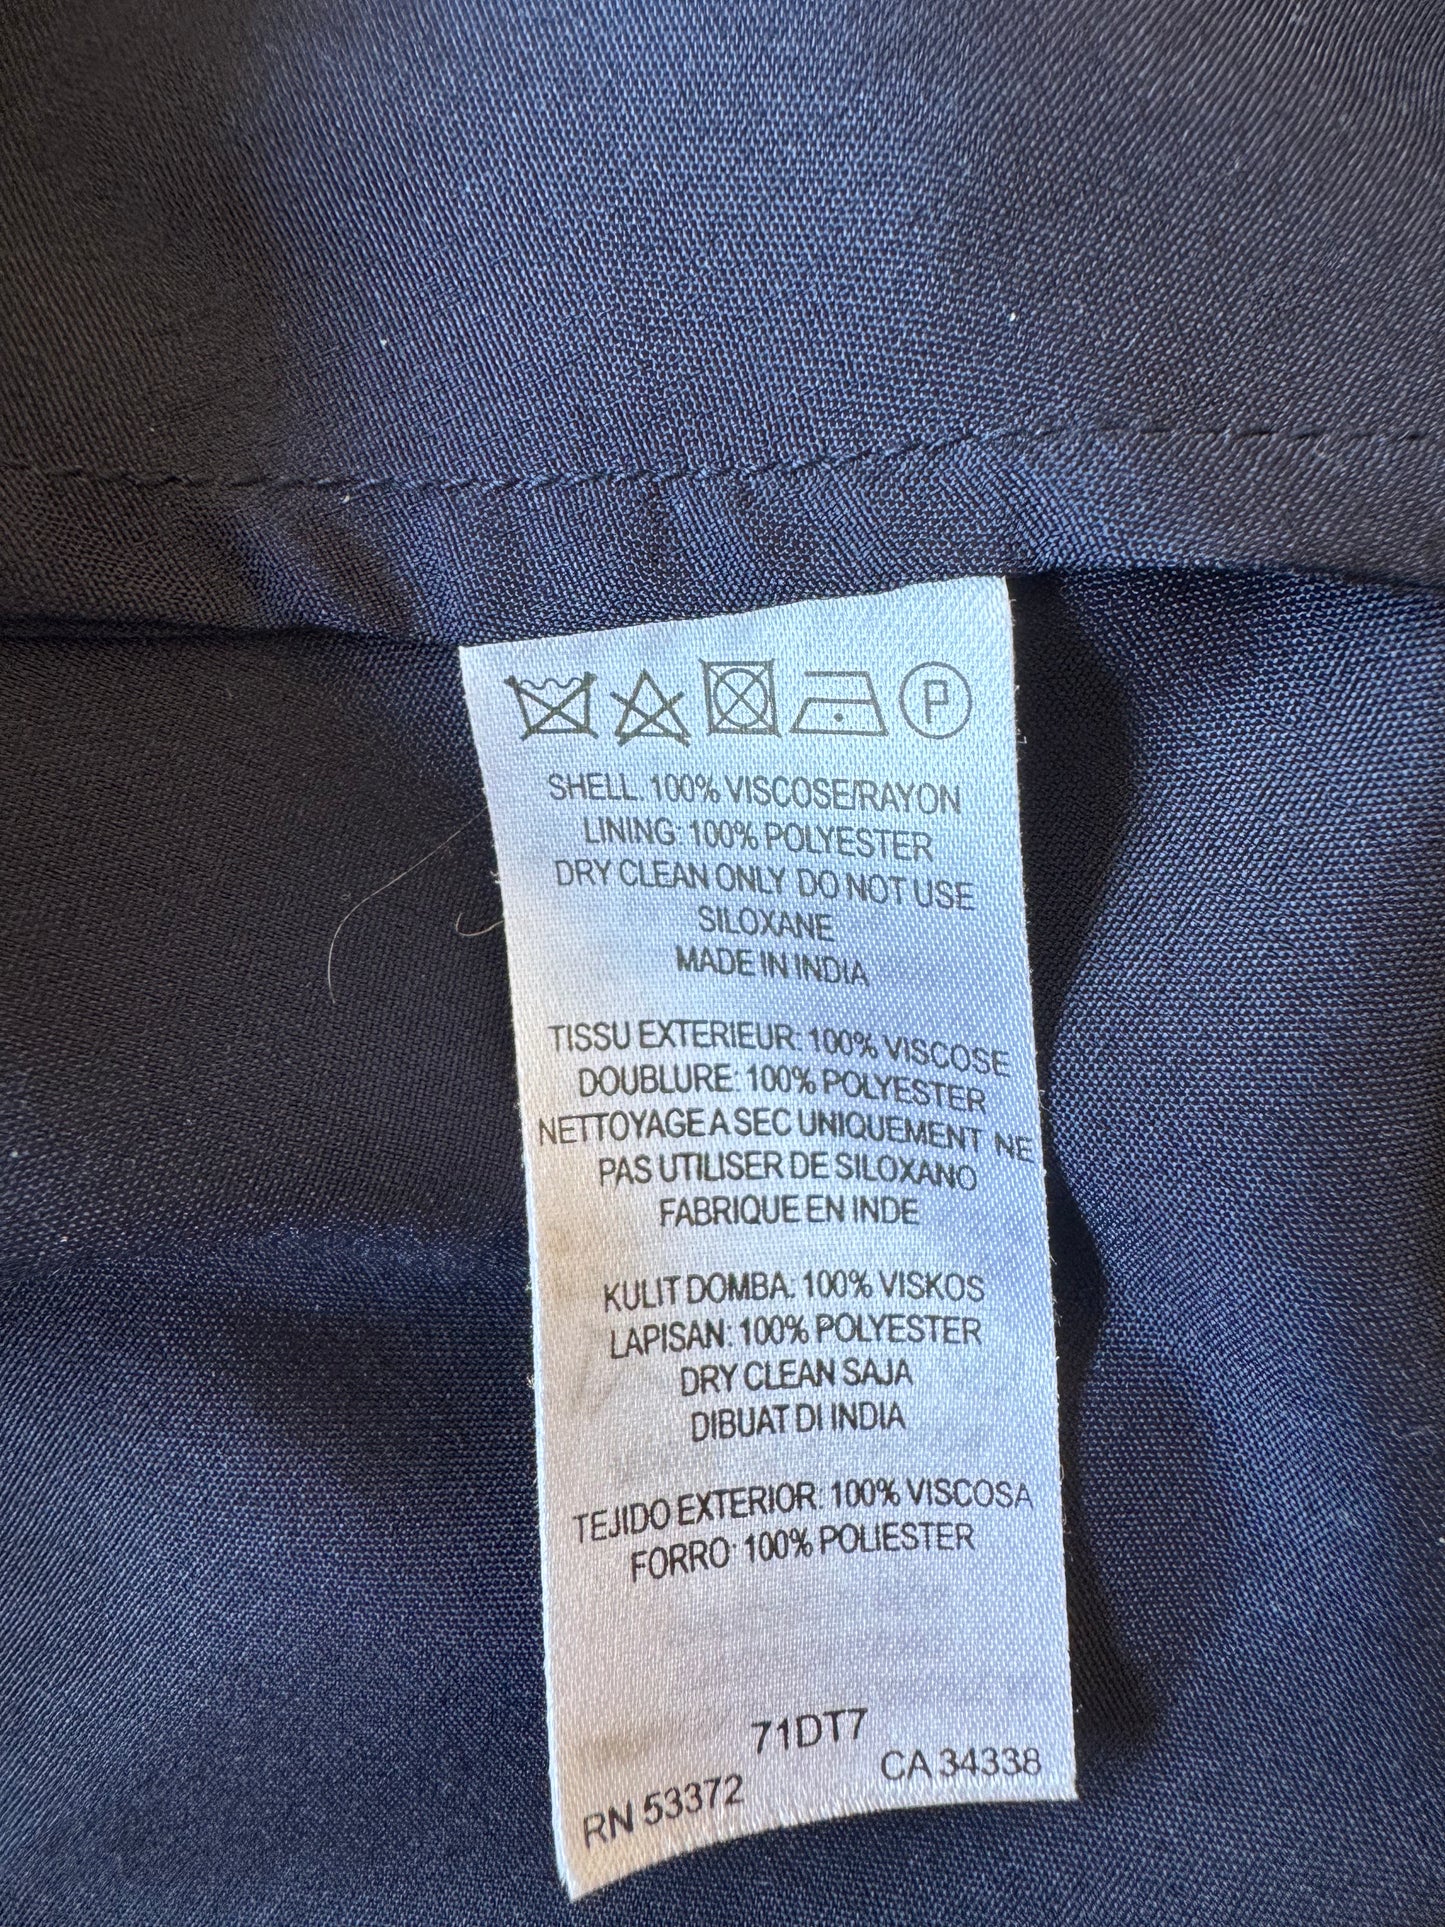 P
SHELL: 100% VISCOSE/RAYON
LINING: 100% POLYESTER
DRY CLEAN ONLY DO NOT USE
SILOXANE
MADE IN INDIA
TISSU EXTERIEUR: 100% VISCOSE
DOUBLURE: 100% POLYESTER
NETTOYAGE A SEC UNIQUEMENT NE
PAS UTILISER DE SILOXANO
FABRIQUE EN INDE
KULIT DOMBA: 100% VISKOS
LAPISAN: 100% POLYESTER
DRY CLEAN SAJA
DIBUAT DI INDIA
TEJIDO EXTERIOR: 100% VISCOSA
FORRO: 100% POLIESTER
71DT7
RN 53372 CA 34338